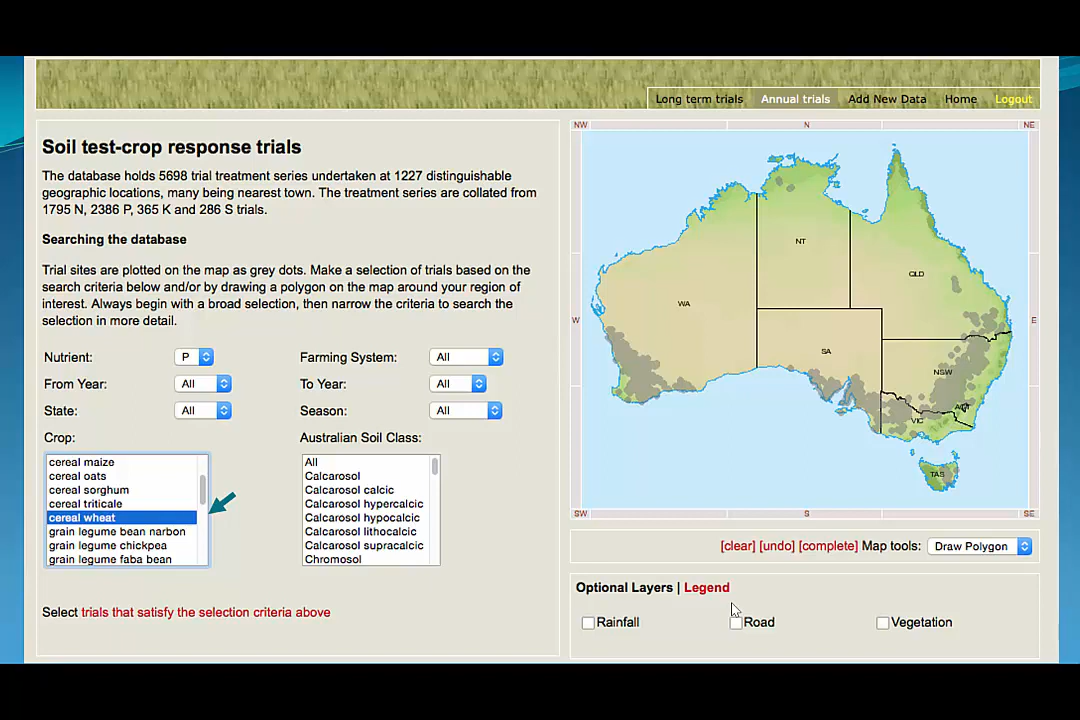 Long term trials Annual trials Add New Data Home Logout
Soil test-crop response trials
The database holds 5698 trial treatment series undertaken at 1227 distinguishable
geographic locations, many being nearest town. The treatment series are collated from
1795 N, 2386 P, 365 K and 286 S trials.
Searching the database
Trial sites are plotted on the map as grey dots. Make a selection of trials based on the
search criteria below and/or by drawing a polygon on the map around your region of
interest. Always begin with a broad selection, then narrow the criteria to search the
selection in more detail.
Nutrient: P Farming System: All
From Year: All To Year: All
State: All Season: All
Crop: Australian Soil Class:
cereal maize
cereal oats
cereal sorghum
cereal triticale
cereal wheat
grain legume bean narbon
grain legume chickpea
grain legume faba bean
All
Calcarosol
Calcarosol calcic
Calcarosol hypercalcic
Calcarosol hypocalcic
Calcarosol lithocalcic
Calcarosol supracalcic
Chromosol
Select trials that satisfy the selection criteria above
NW N NE
NT
QLD
WA
W E
SA
NSW
ACT
VIC
TAS
SW S SE
[clear] [undo] [complete] Map tools: Draw Polygon
Optional Layers | Legend
Rainfall Road Vegetation